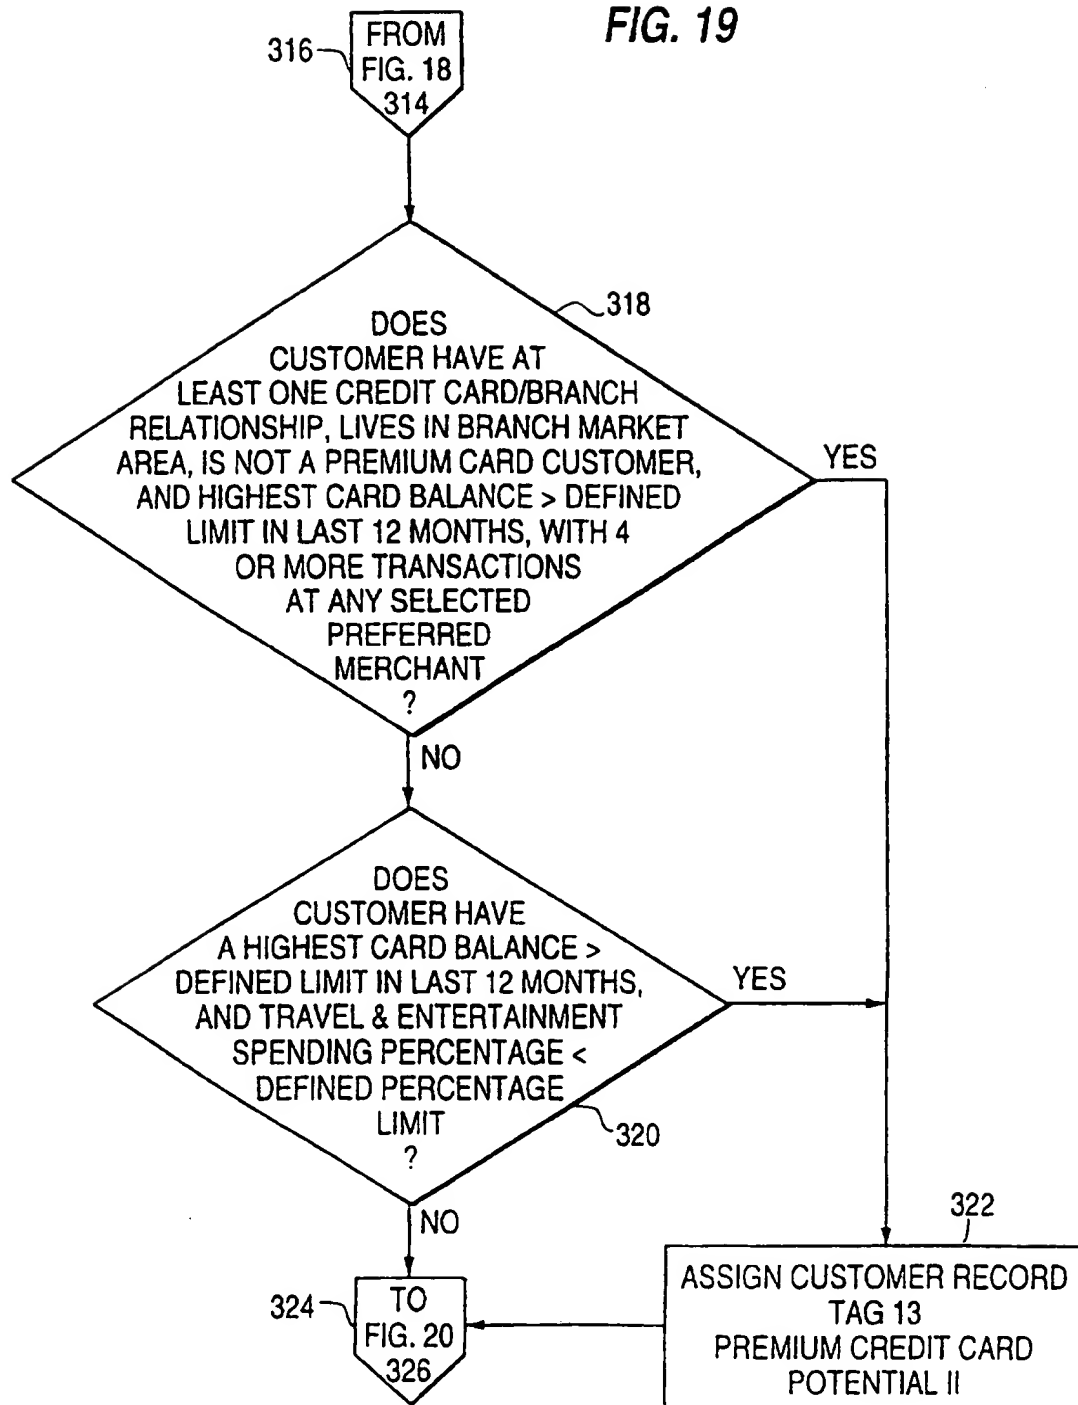 FIG. 19
316
FROM
FIG. 18
314
318
DOES
CUSTOMER HAVE AT
LEAST ONE CREDIT CARD/BRANCH
RELATIONSHIP, LIVES IN BRANCH MARKET
AREA, IS NOT A PREMIUM CARD CUSTOMER,
AND HIGHEST CARD BALANCE > DEFINED
LIMIT IN LAST 12 MONTHS, WITH 4
OR MORE TRANSACTIONS
AT ANY SELECTED
PREFERRED
MERCHANT
?
YES
NO
DOES
CUSTOMER HAVE
A HIGHEST CARD BALANCE >
DEFINED LIMIT IN LAST 12 MONTHS,
AND TRAVEL & ENTERTAINMENT
SPENDING PERCENTAGE <
DEFINED PERCENTAGE
LIMIT
?
YES
320
NO
322
ASSIGN CUSTOMER RECORD
TAG 13
PREMIUM CREDIT CARD
POTENTIAL II
324
TO
FIG. 20
326